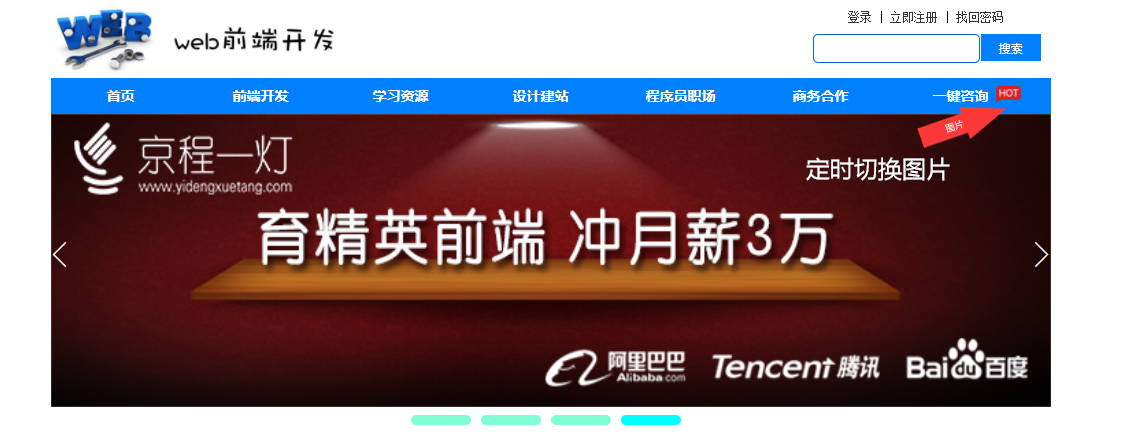 WEB
web前端开发
登录 | 立即注册 | 找回密码
搜索
首页 前端开发 学习资源 设计建站 程序员职场 商务合作 一键咨询 HOT
图片
京程一灯
www.yidengxuetang.com
定时切换图片
育精英前端 冲月薪3万
阿里巴巴
Alibaba.com
Tencent 腾讯
Baidu百度